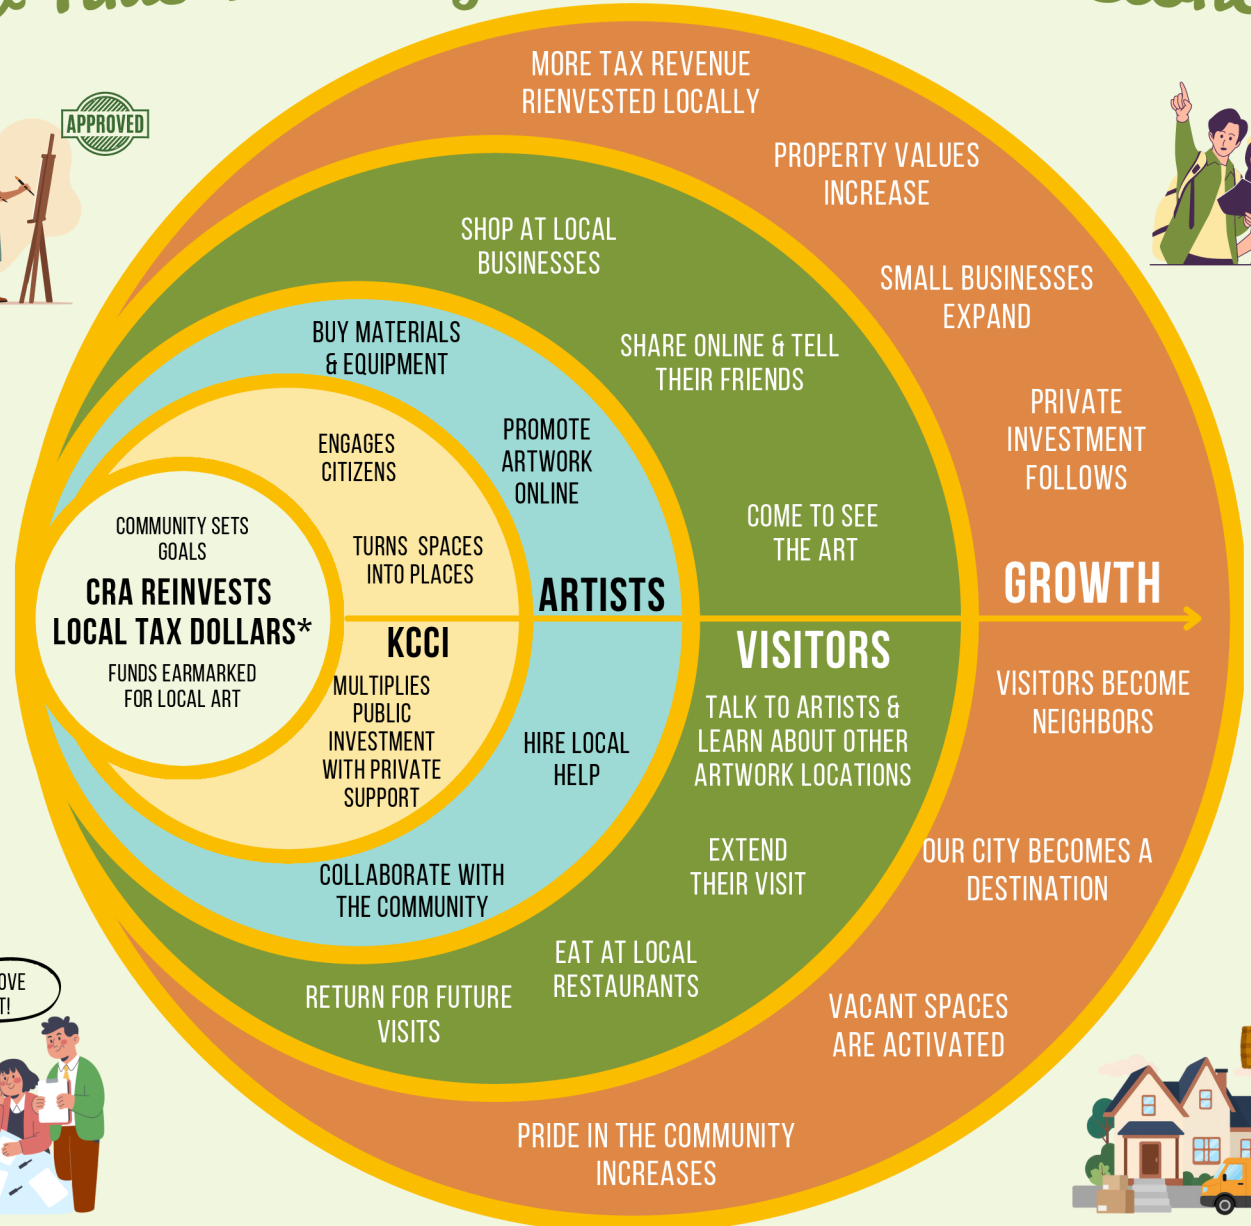 APPROVED
MORE TAX REVENUE
RIENVESTED LOCALLY
PROPERTY VALUES
INCREASE
SMALL BUSINESSES
EXPAND
PRIVATE
INVESTMENT
FOLLOWS
GROWTH
VISITORS BECOME
NEIGHBORS
OUR CITY BECOMES A
DESTINATION
VACANT SPACES
ARE ACTIVATED
PRIDE IN THE COMMUNITY
INCREASES
SHOP AT LOCAL
BUSINESSES
SHARE ONLINE & TELL
THEIR FRIENDS
COME TO SEE
THE ART
VISITORS
TALK TO ARTISTS &
LEARN ABOUT OTHER
ARTWORK LOCATIONS
EXTEND
THEIR VISIT
EAT AT LOCAL
RESTAURANTS
RETURN FOR FUTURE
VISITS
BUY MATERIALS
& EQUIPMENT
PROMOTE
ARTWORK
ONLINE
ARTISTS
HIRE LOCAL
HELP
COLLABORATE WITH
THE COMMUNITY
ENGAGES
CITIZENS
TURNS SPACES
INTO PLACES
KCCI
MULTIPLIES
PUBLIC
INVESTMENT
WITH PRIVATE
SUPPORT
COMMUNITY SETS
GOALS
CRA REINVESTS
LOCAL TAX DOLLARS*
FUNDS EARMARKED
FOR LOCAL ART